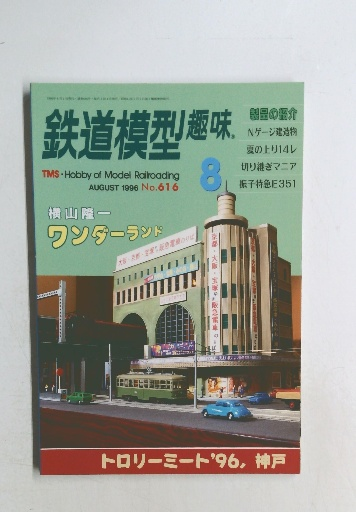 鉄道模型趣味
TMS・Hobby of Model Railroading
AUGUST 1996 No.616
8
製品の紹介
Nゲージ建造物
夏の上り14レ
切り継ぎマニア
振子特急E351
横山隆一
ワンダーランド
トロリーミート'96,神戸